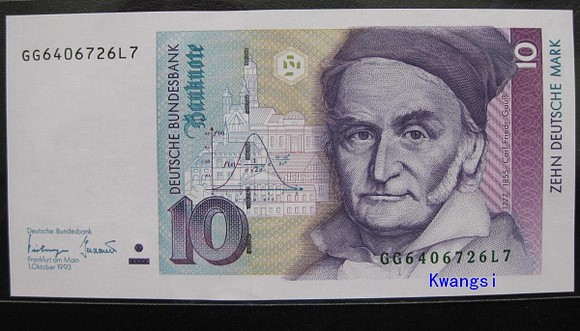 GG6406726L7
DEUTSCHE BUNDESBANK
Banknote
10
ZEHN DEUTSCHE MARK
1777-1855 Carl Friedr. Gauß
10
Deutsche Bundesbank
Frankfurt am Main
1. Oktober 1993
GG6406726L7
Kwangsi